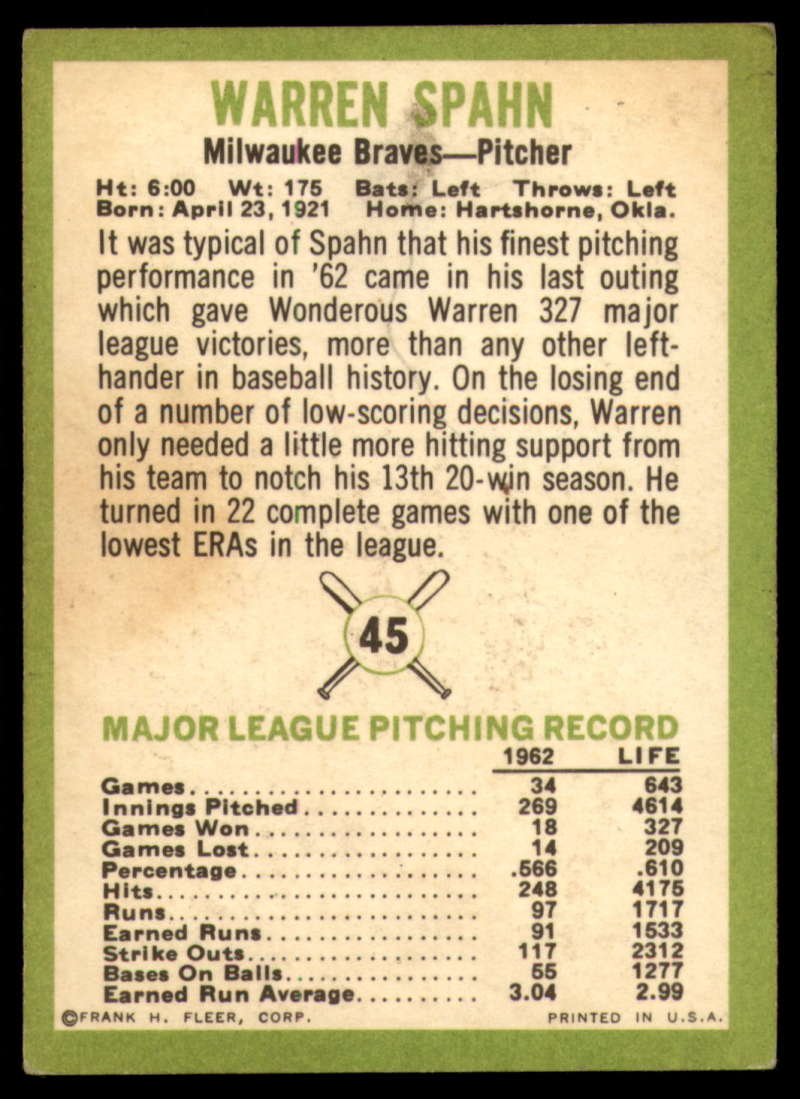 WARREN SPAHN
Milwaukee Braves—Pitcher
Ht: 6:00 Wt: 175 Bats: Left Throws: Left
Born: April 23, 1921 Home: Hartshorne, Okla.
It was typical of Spahn that his finest pitching
performance in '62 came in his last outing
which gave Wonderous Warren 327 major
league victories, more than any other left-
hander in baseball history. On the losing end
of a number of low-scoring decisions, Warren
only needed a little more hitting support from
his team to notch his 13th 20-win season. He
turned in 22 complete games with one of the
lowest ERAs in the league.
45
MAJOR LEAGUE PITCHING RECORD
1962 LIFE
Games 34 643
Innings Pitched 269 4614
Games Won 18 327
Games Lost 14 209
Percentage .566 .610
Hits 248 4175
Runs 97 1717
Earned Runs 91 1533
Strike Outs 117 2312
Bases On Balls 55 1277
Earned Run Average 3.04 2.99
©FRANK H. FLEER, CORP. PRINTED IN U.S.A.